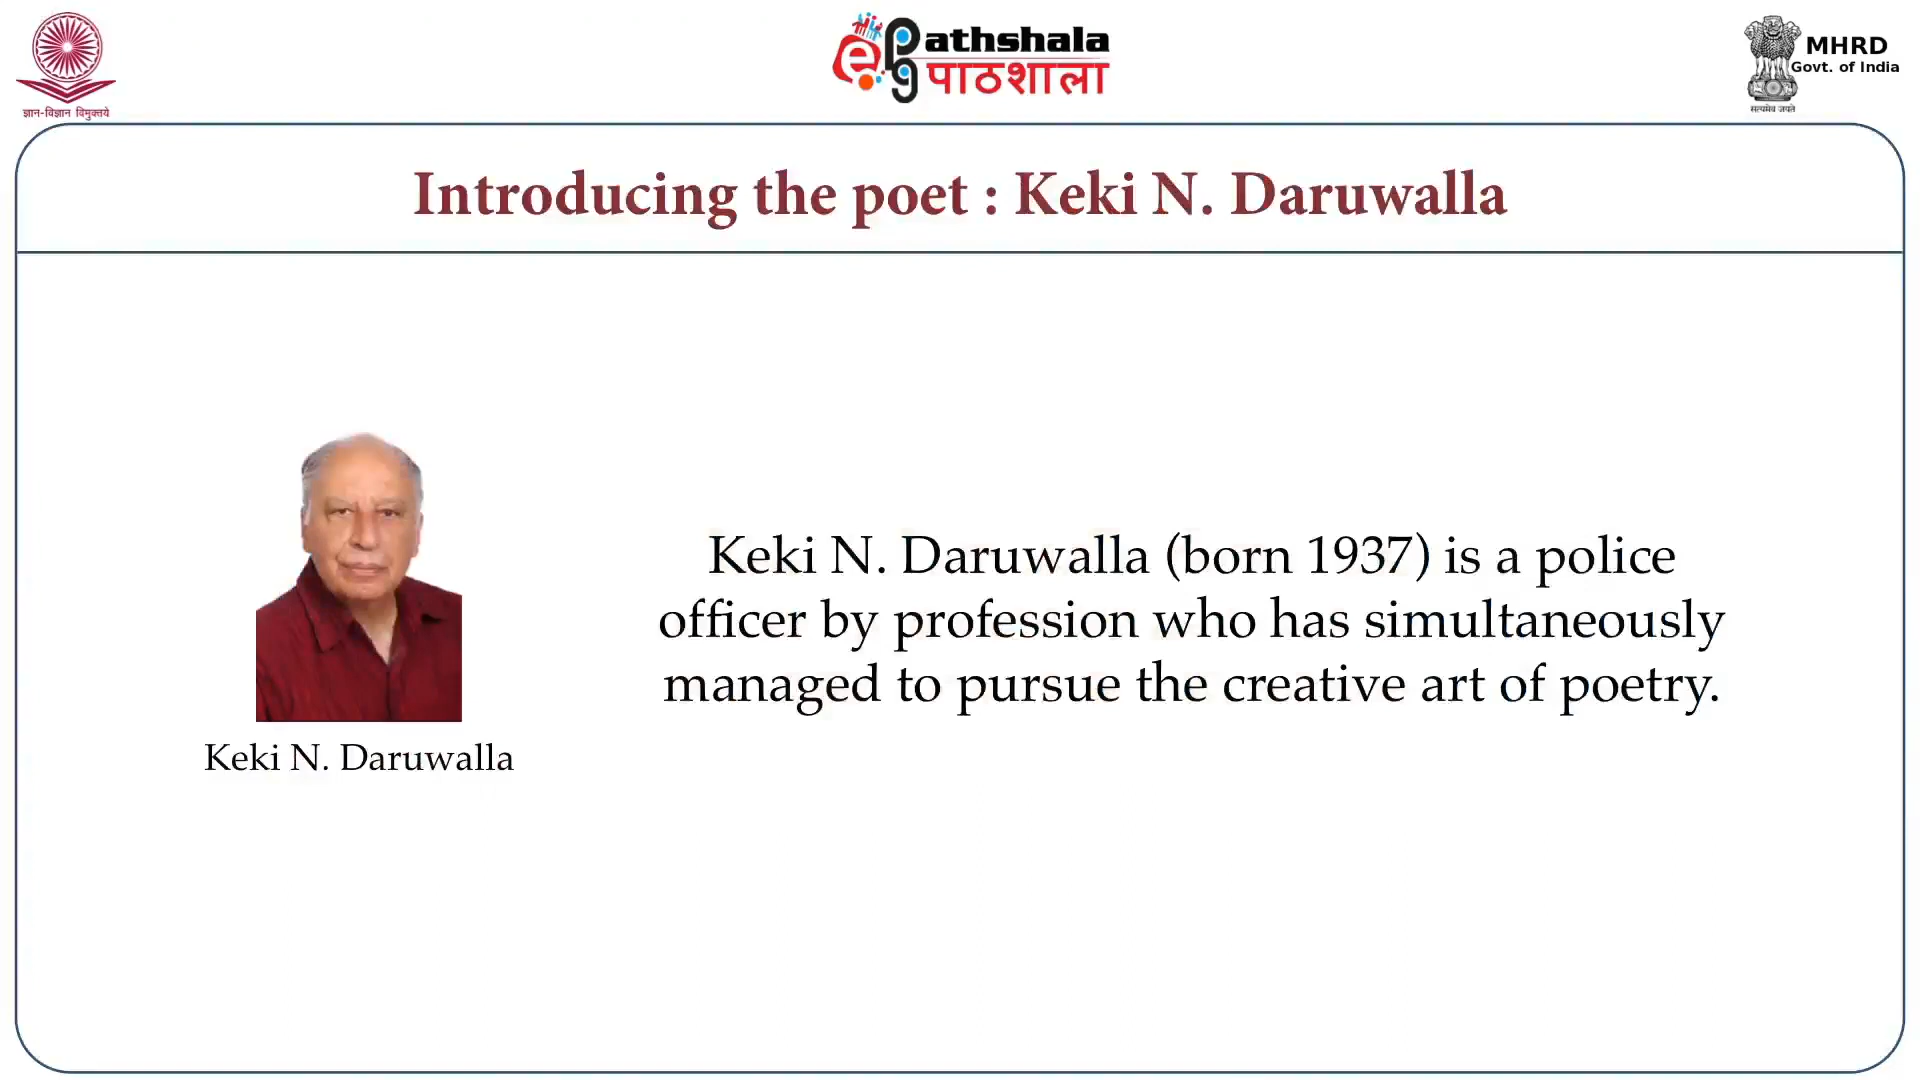 ज्ञान-विज्ञान विमुक्तये
ePathshala
पाठशाला
MHRD
Govt. of India
सत्यमेव जयते
Introducing the poet : Keki N. Daruwalla
Keki N. Daruwalla (born 1937) is a police
officer by profession who has simultaneously
managed to pursue the creative art of poetry.
Keki N. Daruwalla